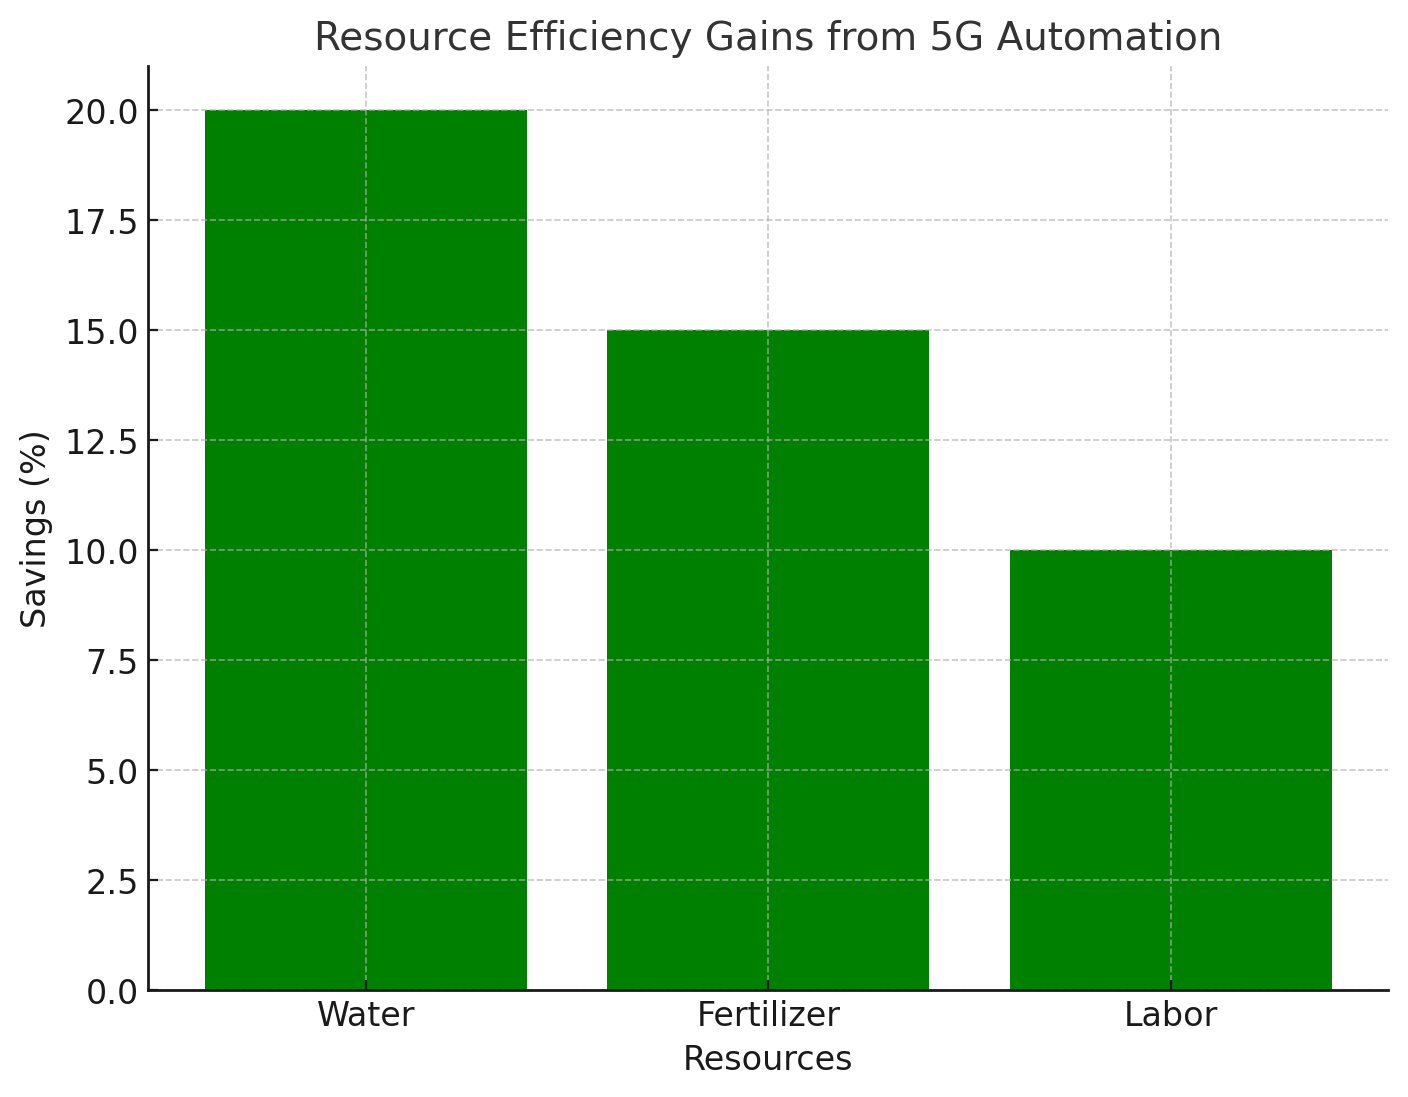 Resource Efficiency Gains from 5G Automation
20.0
17.5
15.0
12.5
10.0
7.5
5.0
2.5
0.0
Savings (%)
Water Fertilizer Labor
Resources